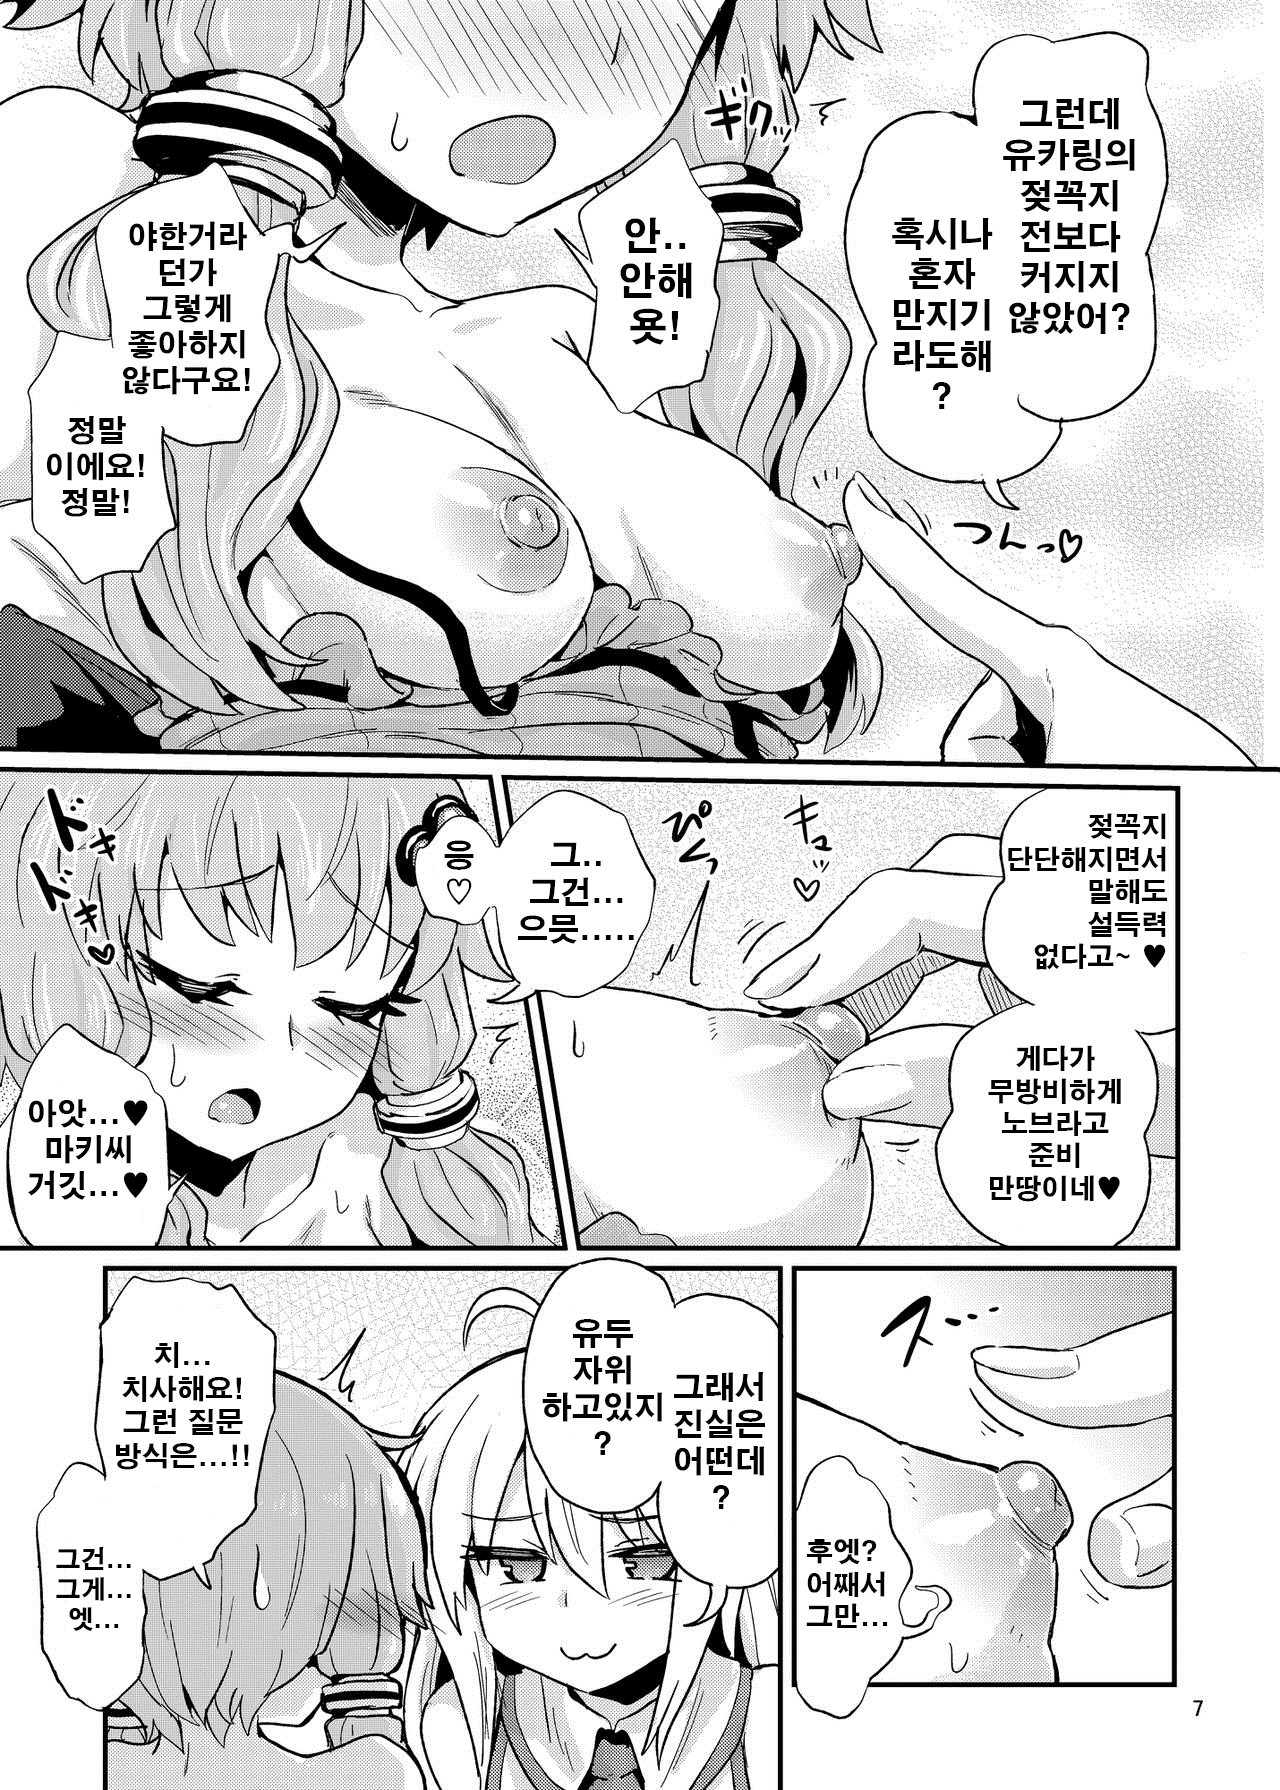 그런데
유카링의
젖꼭지
전보다
커지지
않았어?
혹시나
혼자
만지기
라도해
?
ギクッ
안..
안해
욧!
야한거라
던가
그렇게
좋아하지
않다구요!
정말
이에요!
정말!
つんっ♡
젖꼭지
단단해지면서
말해도
설득력
없다고~ ♥
게다가
무방비하게
노브라고
준비
만땅이네♥
キュッ♡
ぴくっ
그..
그건...
으믓.....
응
♡
ドキ
ドキ♡
아앗...♥
마키씨
거깃...♥
スー
후엣?
어째서
그만...
그래서
진실은
어떤데
?
유두
자위
하고있지
?
치...
치사해요!
그런 질문
방식은...!!
그건...
그게...
엣...
7